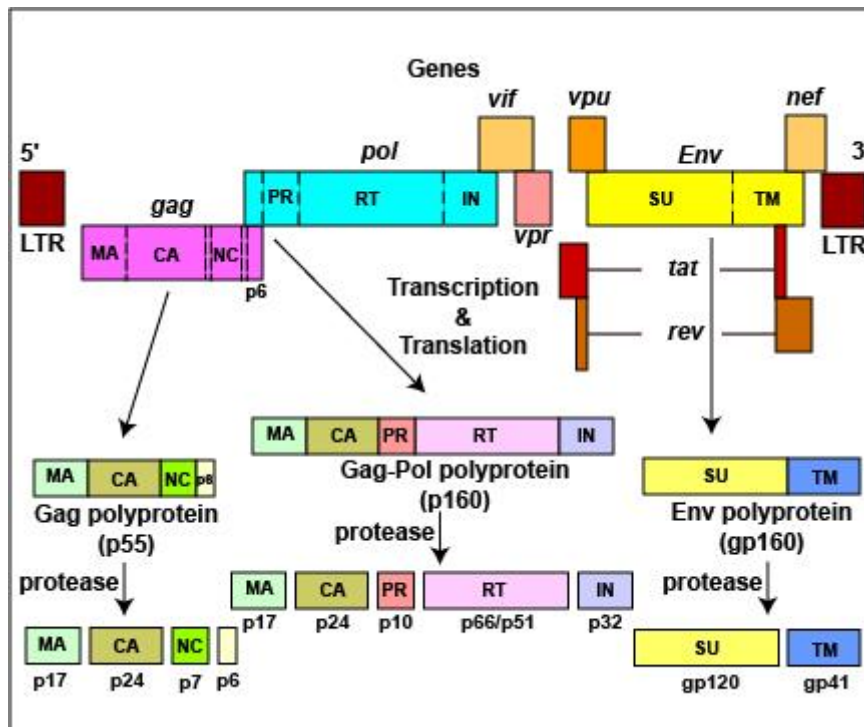 Genes
vif
vpu
nef
5'
pol
Env
3'
PR
RT
IN
SU
TM
LTR
gag
vpr
LTR
MA
CA
NC
p6
tat
Transcription
&
Translation
rev
MA
CA
PR
RT
IN
MA
CA
NC
p6
Gag-Pol polyprotein
(p160)
SU
TM
Gag polyprotein
(p55)
Env polyprotein
(gp160)
protease
protease
protease
MA
CA
PR
RT
IN
p17
p24
p10
p66/p51
p32
MA
CA
NC
SU
TM
p17
p24
p7
p6
gp120
gp41